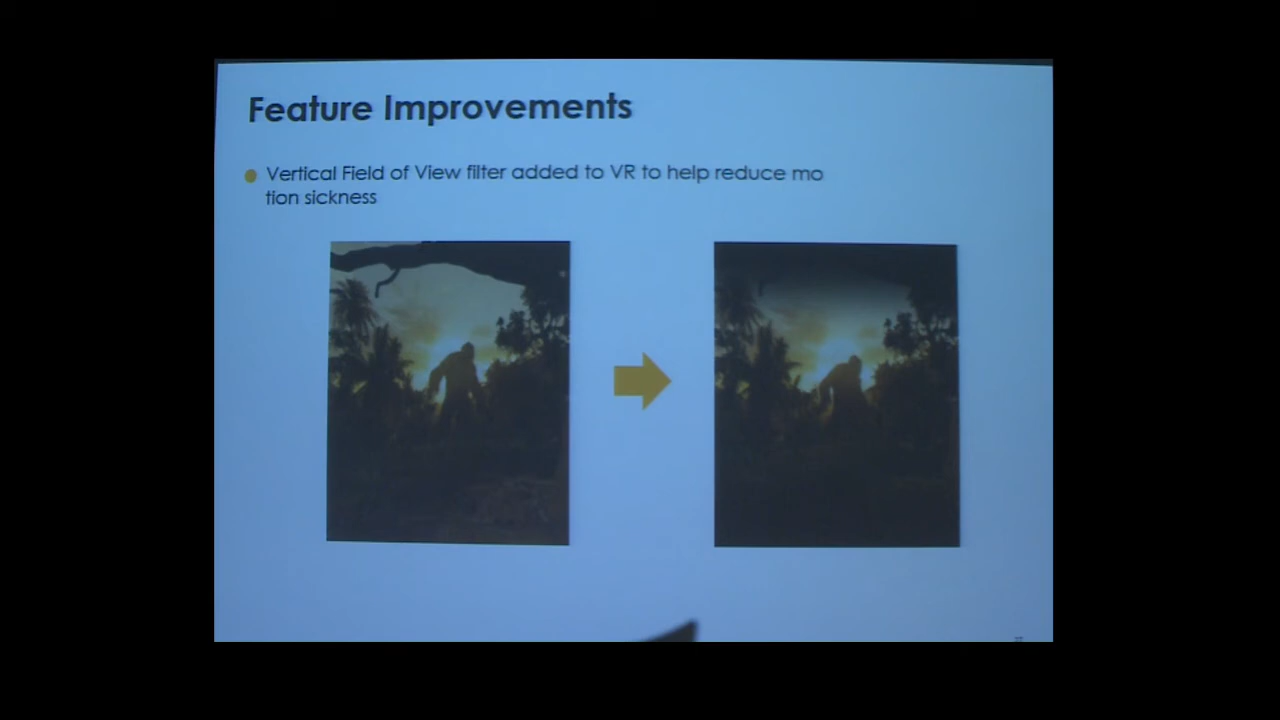 Feature Improvements
Vertical Field of View filter added to VR to help reduce mo
tion sickness